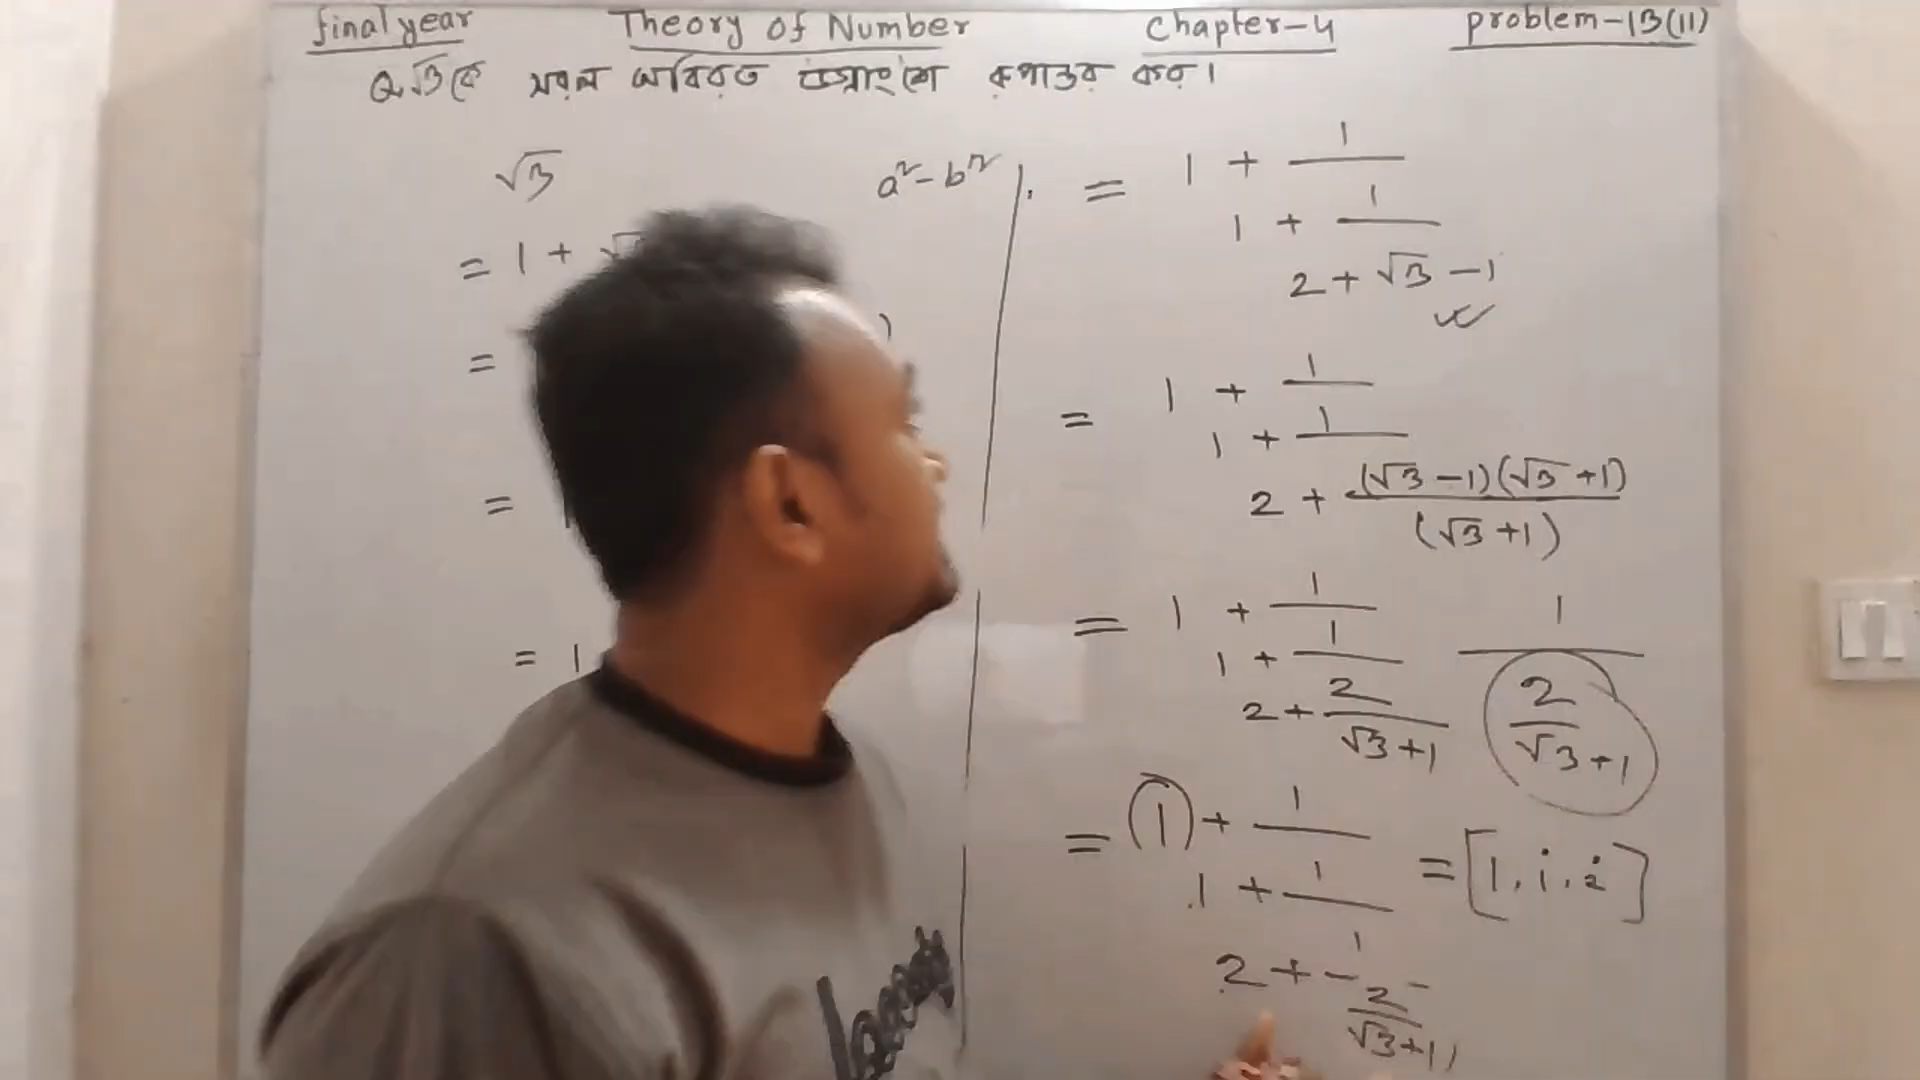 final year Theory of Number Chapter-4 problem-13(11)
Q √3 কে সরল অবিরত ভগ্নাংশে রূপান্তর কর।
√3
a² - b²
= 1 + √
=
=
= 1
= 1 + 1
1 + 1
2 + √3 - 1
= 1 + 1
1 + 1
2 + (√3 - 1)(√3 + 1)
(√3 + 1)
= 1 + 1
1 + 1
2 + 2
√3 + 1
1
2
√3 + 1
= 1 + 1
1 + 1
2 + 1
2
√3 + 1
= [1, i, 2̇]